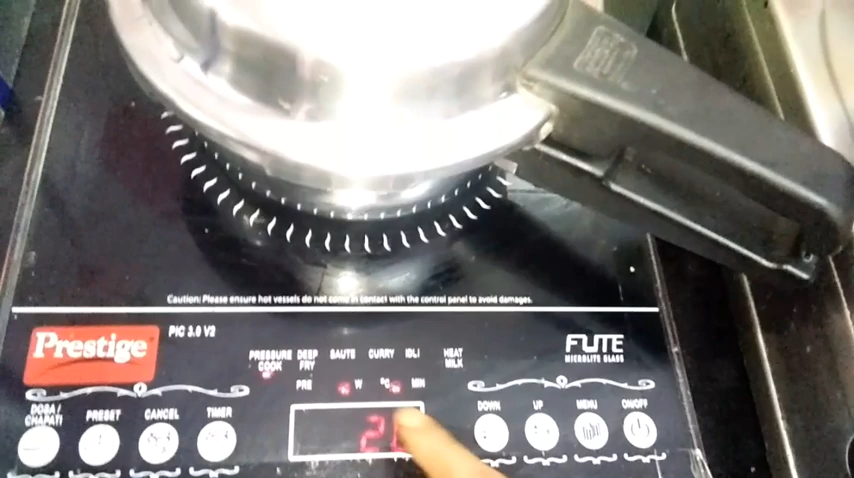 Caution: Please ensure hot vessels do not come in contact with the control panel to avoid damages.
Prestige
PIC 3.0 V2
PRESSURE COOK
DEEP FRY
SAUTE
CURRY
IDLI
HEAT MILK
PRE
W
°C
MIN
FUTE
MICROLITE GLASS
DOSA/ CHAPATI
PRESET
CANCEL
TIMER
DOWN
UP
MENU
ON/OFF